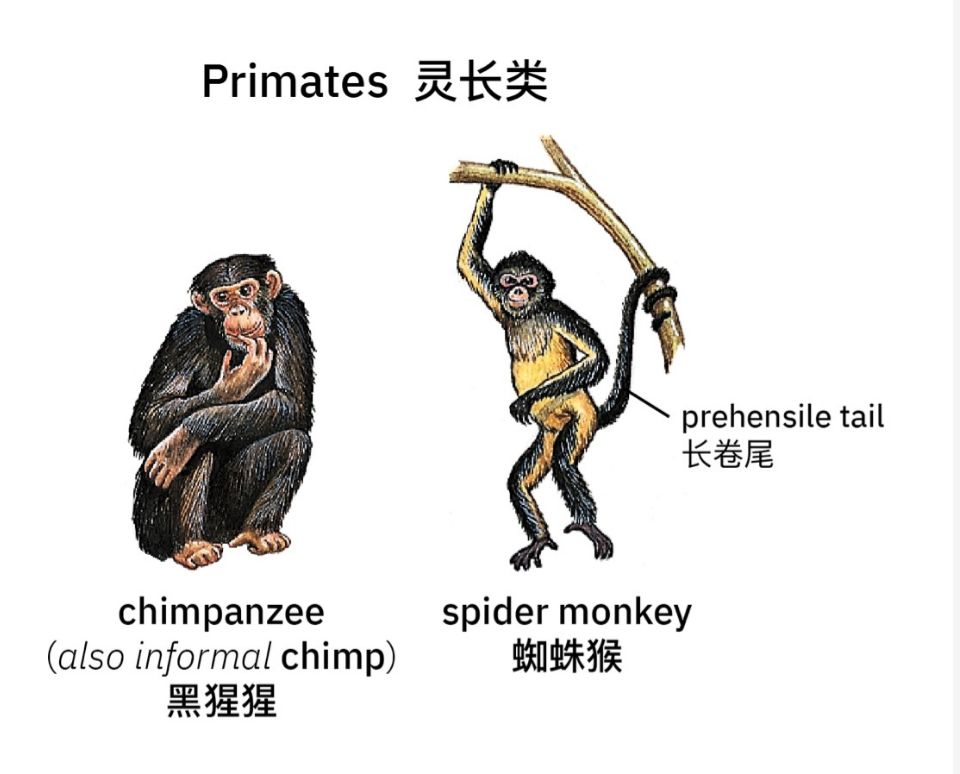 Primates 灵长类
prehensile tail
长卷尾
chimpanzee
(also informal chimp)
黑猩猩
spider monkey
蜘蛛猴